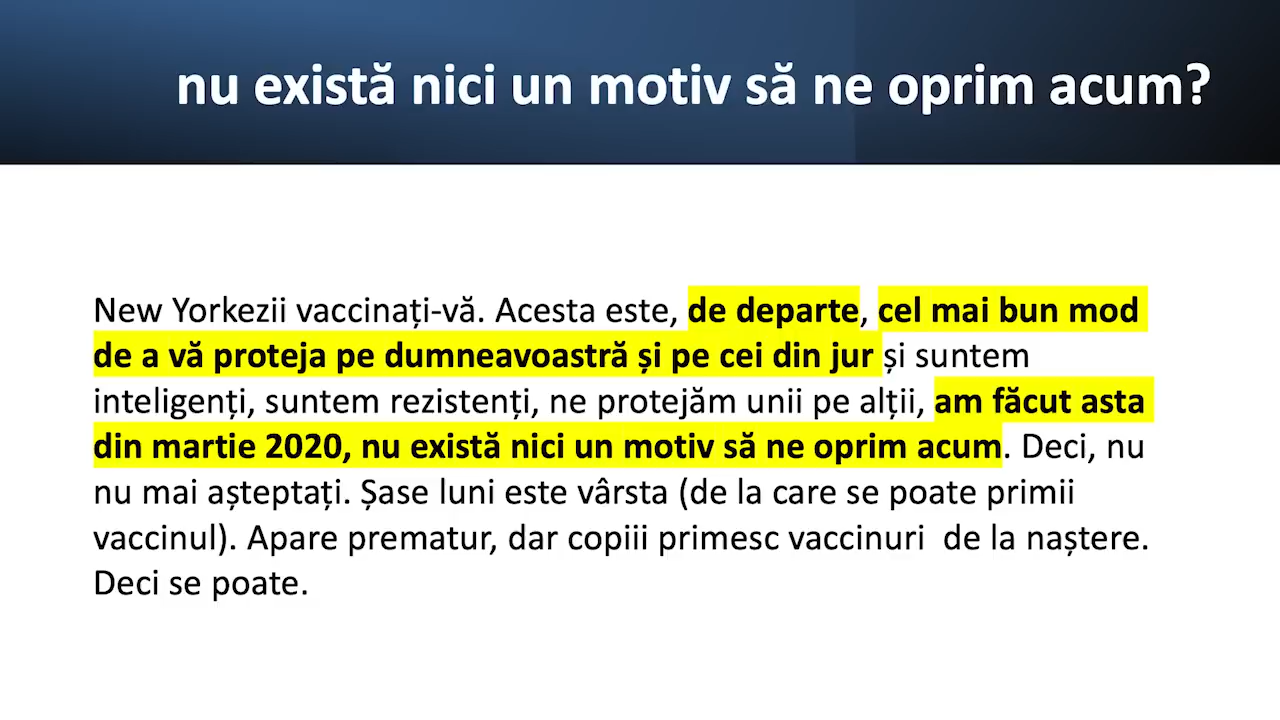 nu există nici un motiv să ne oprim acum?
New Yorkezii vaccinați-vă. Acesta este, de departe, cel mai bun mod
de a vă proteja pe dumneavoastră și pe cei din jur și suntem
inteligenți, suntem rezistenți, ne protejăm unii pe alții, am făcut asta
din martie 2020, nu există nici un motiv să ne oprim acum. Deci, nu
nu mai așteptați. Șase luni este vârsta (de la care se poate primii
vaccinul). Apare prematur, dar copiii primesc vaccinuri  de la naștere.
Deci se poate.